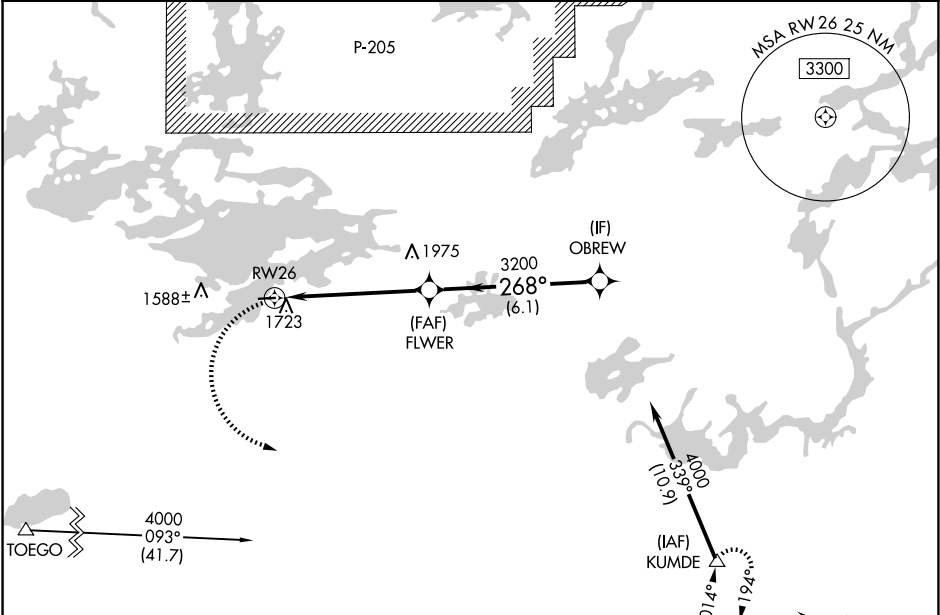 P-205
MSA RW26 25 NM
3300
(IF)
OBREW
1975
3200
268°
(6.1)
RW26
1588±
1723
(FAF)
FLWER
4000
339°
(10.9)
4000
093°
(41.7)
TOEGO
(IAF)
KUMDE
014°
194°